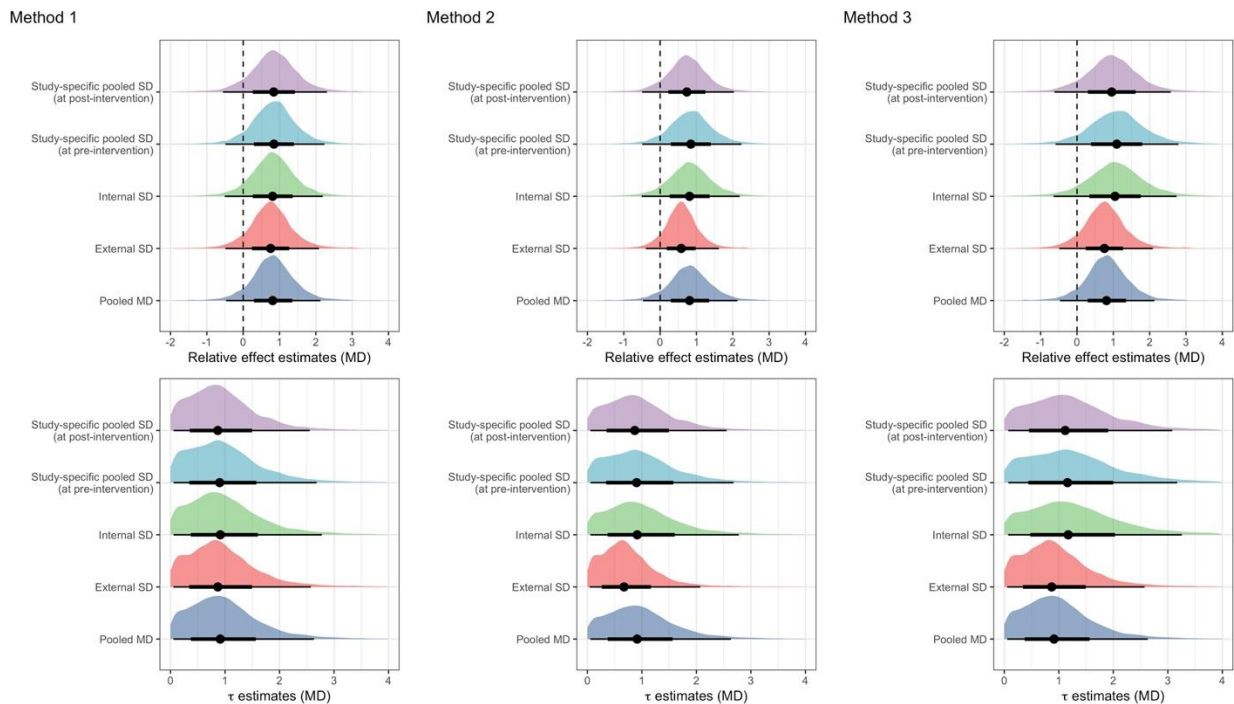 Method 1
Method 2
Method 3
Study-specific pooled SD
(at post-intervention)
Study-specific pooled SD
(at pre-intervention)
Internal SD
External SD
Pooled MD
-2 -1 0 1 2 3 4
Relative effect estimates (MD)
Study-specific pooled SD
(at post-intervention)
Study-specific pooled SD
(at pre-intervention)
Internal SD
External SD
Pooled MD
-2 -1 0 1 2 3 4
Relative effect estimates (MD)
Study-specific pooled SD
(at post-intervention)
Study-specific pooled SD
(at pre-intervention)
Internal SD
External SD
Pooled MD
-2 -1 0 1 2 3 4
Relative effect estimates (MD)
Study-specific pooled SD
(at post-intervention)
Study-specific pooled SD
(at pre-intervention)
Internal SD
External SD
Pooled MD
0 1 2 3 4
τ estimates (MD)
Study-specific pooled SD
(at post-intervention)
Study-specific pooled SD
(at pre-intervention)
Internal SD
External SD
Pooled MD
0 1 2 3 4
τ estimates (MD)
Study-specific pooled SD
(at post-intervention)
Study-specific pooled SD
(at pre-intervention)
Internal SD
External SD
Pooled MD
0 1 2 3 4
τ estimates (MD)